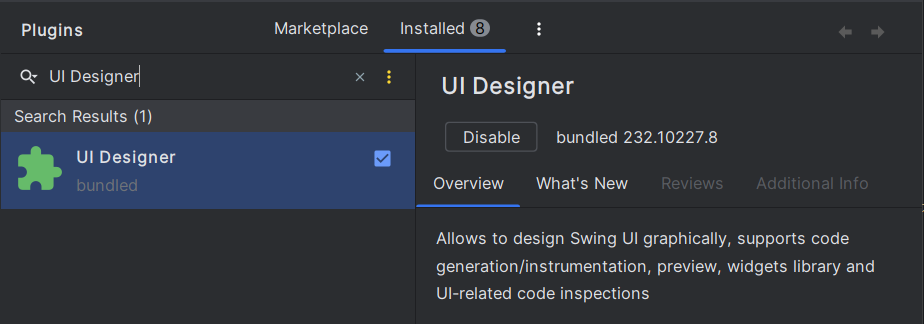 Plugins
Marketplace
Installed 8
UI Designer
Search Results (1)
UI Designer
bundled
UI Designer
Disable
bundled 232.10227.8
Overview
What's New
Reviews
Additional Info
Allows to design Swing UI graphically, supports code
generation/instrumentation, preview, widgets library and
UI-related code inspections